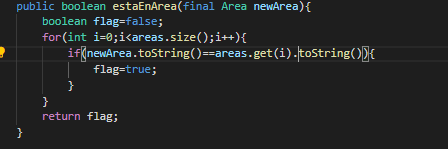 public boolean estaEnArea(final Area newArea){
boolean flag=false;
for(int i=0;i<areas.size();i++){
if(newArea.toString()==areas.get(i).toString()){
flag=true;
}
}
return flag;
}